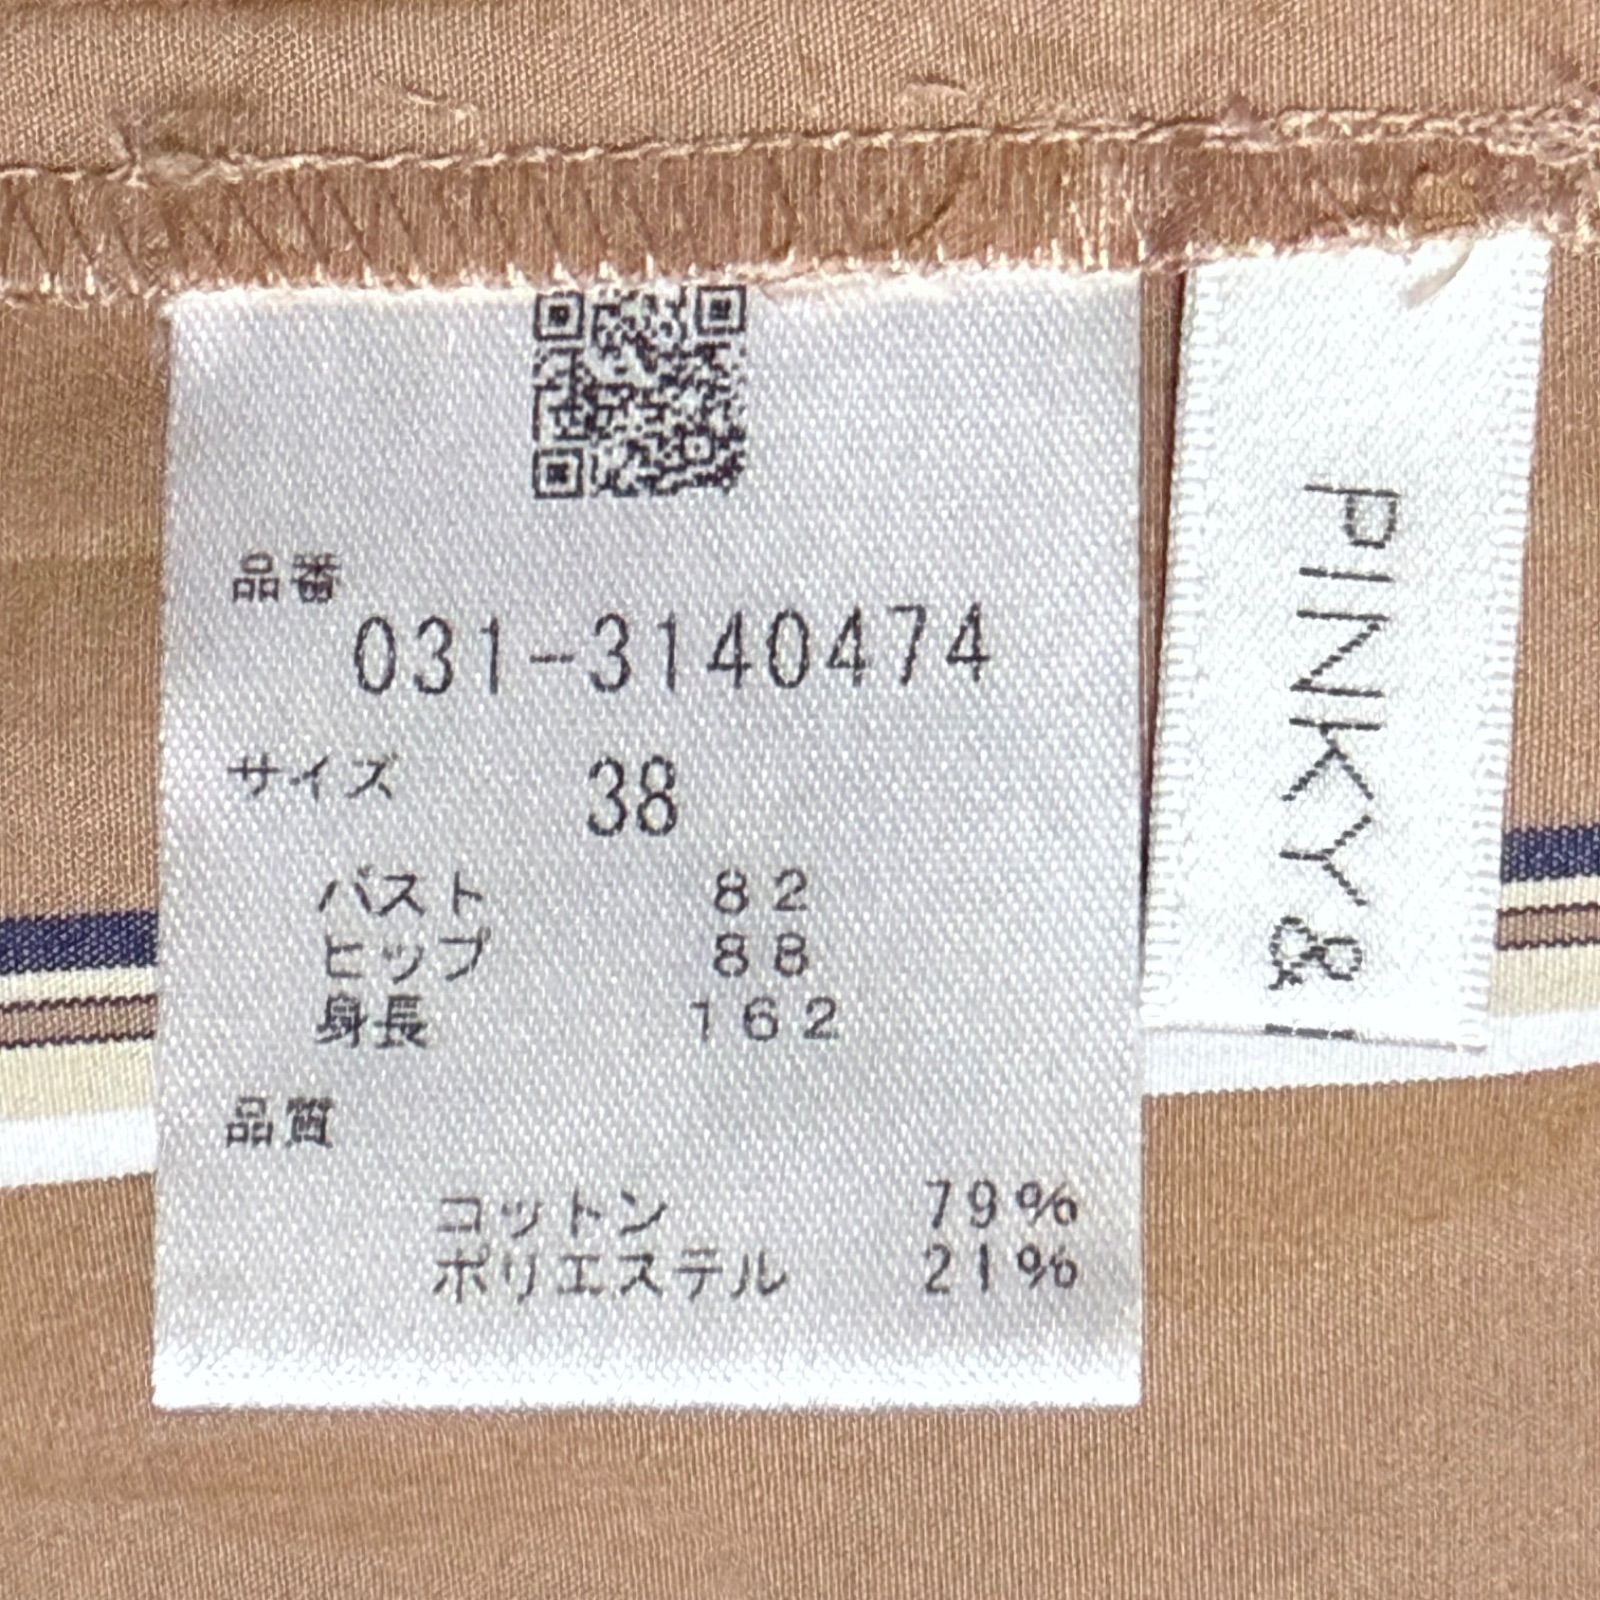 品番
031-3140474
サイズ 38
バスト 82
ヒップ 88
身長 162
品質
コットン 79%
ポリエステル 21%
PINKY&